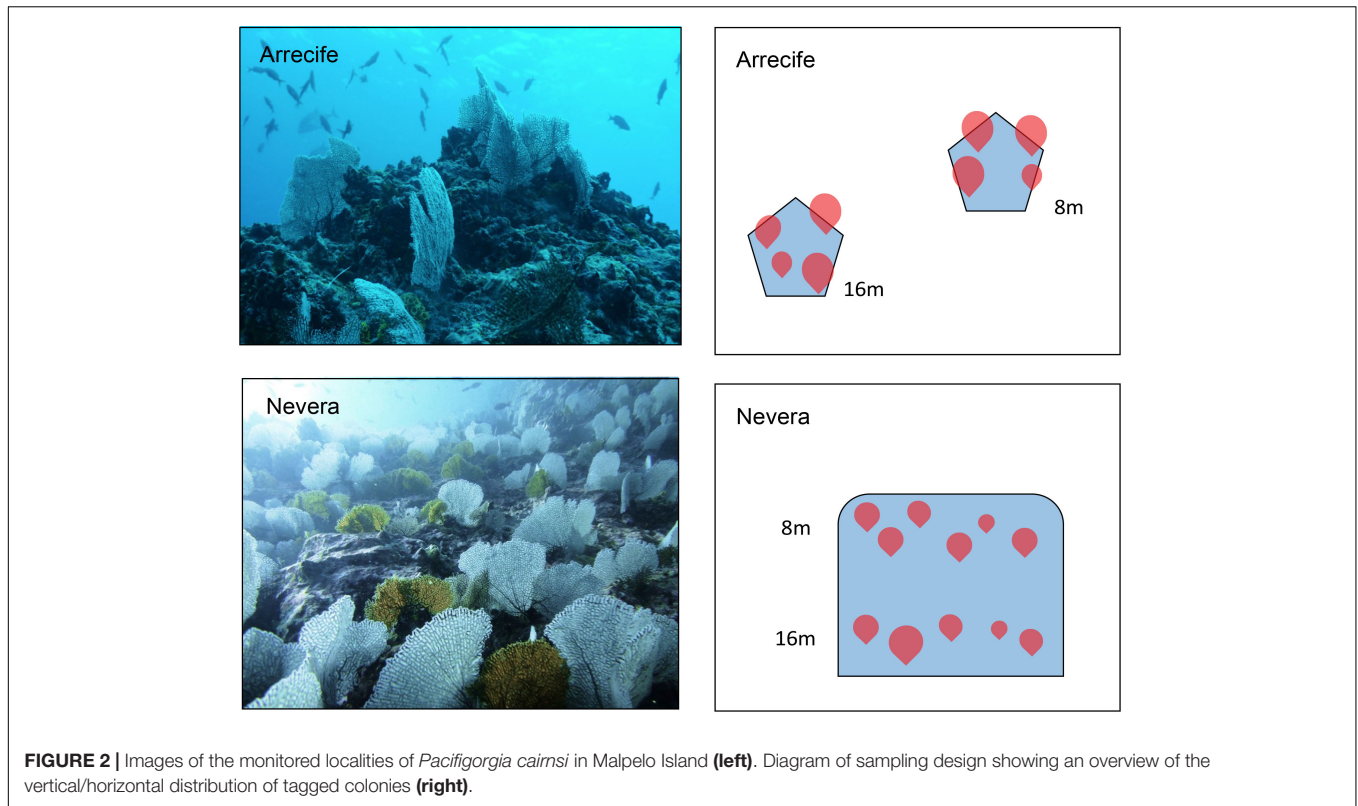 Arrecife
Arrecife
8m
16m
Nevera
Nevera
8m
16m
FIGURE 2 | Images of the monitored localities of Pacifigorgia cairnsi in Malpelo Island (left). Diagram of sampling design showing an overview of the
vertical/horizontal distribution of tagged colonies (right).